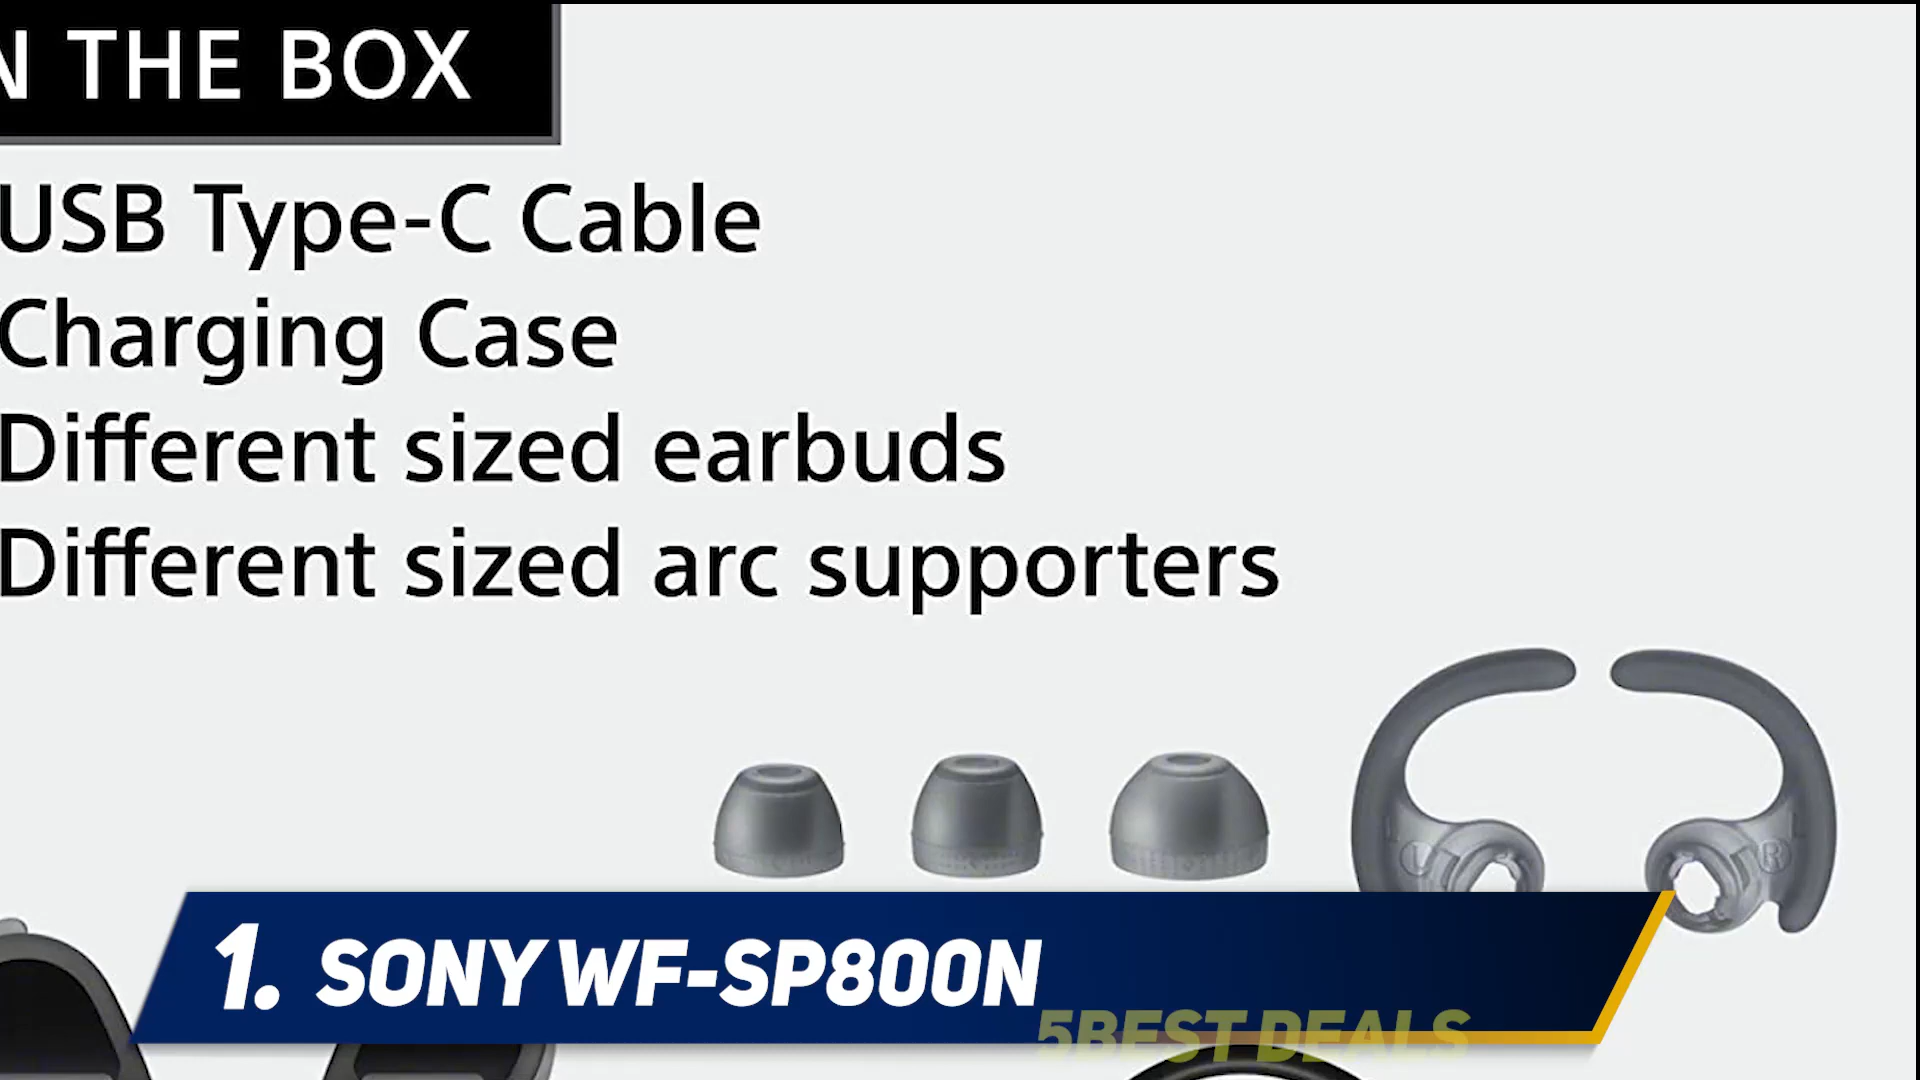 N THE BOX
USB Type-C Cable
Charging Case
Different sized earbuds
Different sized arc supporters
L
R
1. SONY WF-SP800N
5BEST DEALS